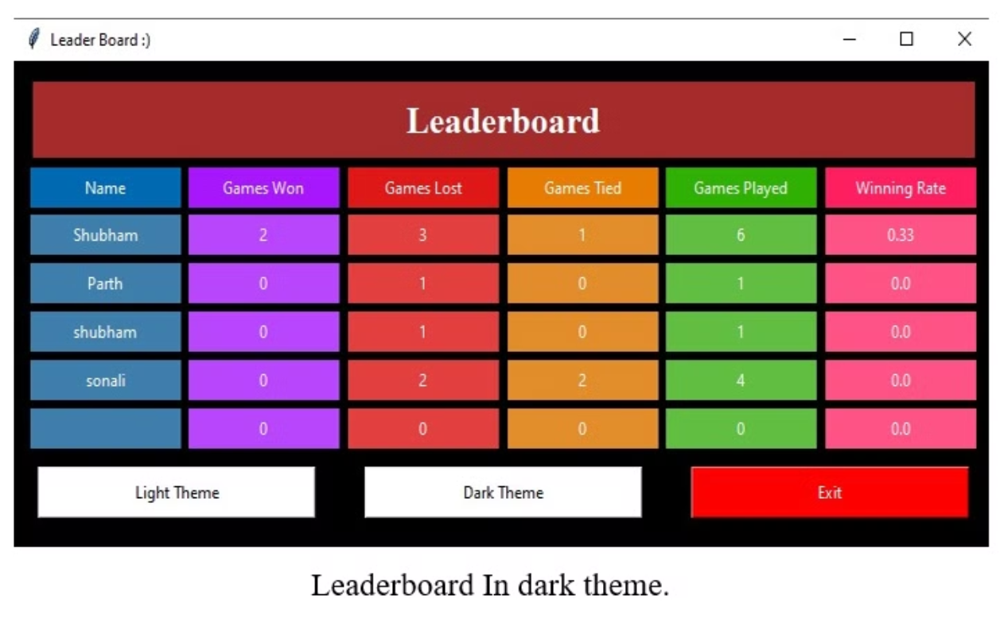 Leader Board :)
Leaderboard
Name Games Won Games Lost Games Tied Games Played Winning Rate
Shubham 2 3 1 6 0.33
Parth 0 1 0 1 0.0
shubham 0 1 0 1 0.0
sonali 0 2 2 4 0.0
0 0 0 0 0.0
Light Theme Dark Theme Exit
Leaderboard In dark theme.